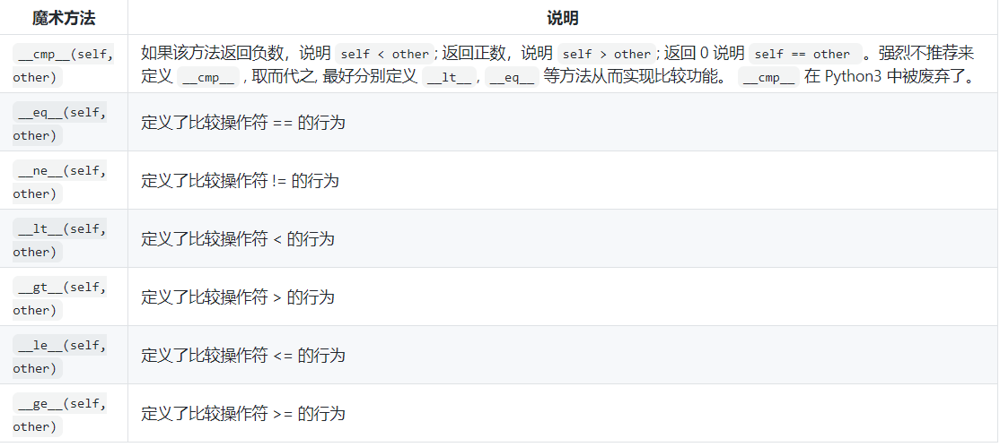 魔术方法 说明
__cmp__(self, 如果该方法返回负数，说明 self < other; 返回正数，说明 self > other; 返回 0 说明 self == other 。强烈不推荐来
other) 定义 __cmp__ , 取而代之, 最好分别定义 __lt__ , __eq__ 等方法从而实现比较功能。 __cmp__ 在 Python3 中被废弃了。
__eq__(self,
other)
定义了比较操作符 == 的行为
__ne__(self,
other)
定义了比较操作符 != 的行为
__lt__(self,
other)
定义了比较操作符 < 的行为
__gt__(self,
other)
定义了比较操作符 > 的行为
__le__(self,
other)
定义了比较操作符 <= 的行为
__ge__(self,
other)
定义了比较操作符 >= 的行为